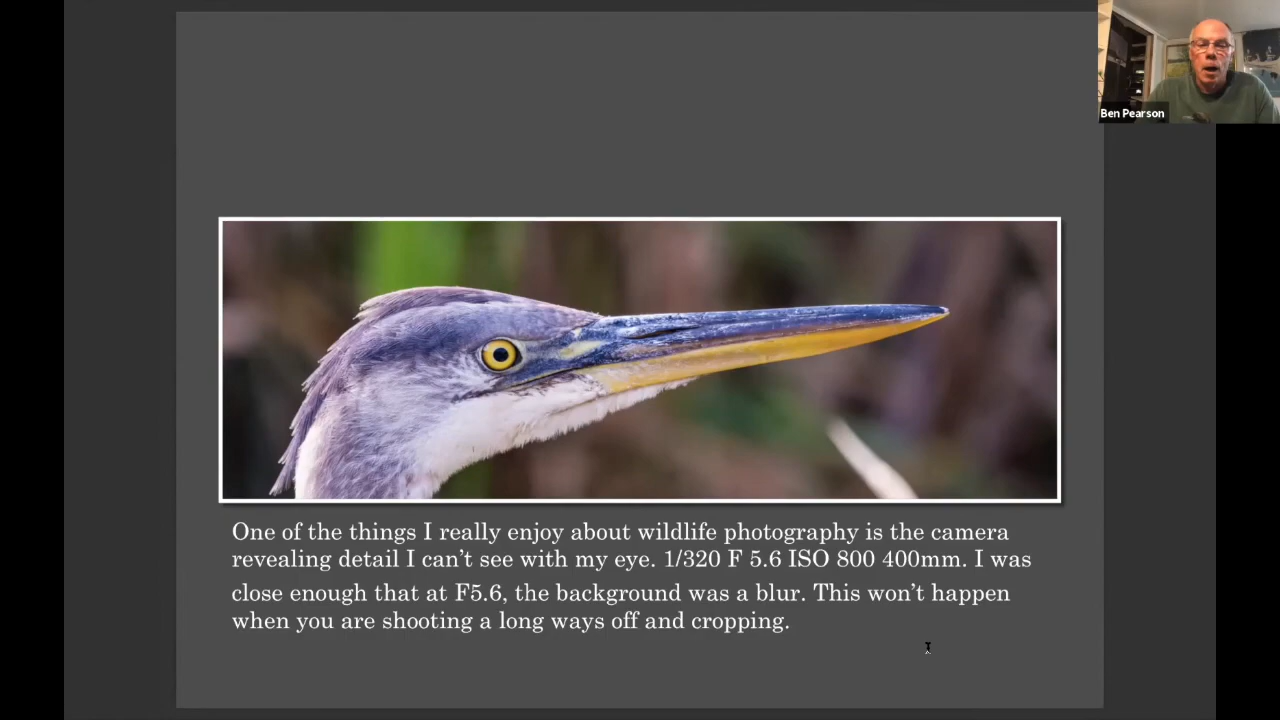 Ben Pearson
One of the things I really enjoy about wildlife photography is the camera
revealing detail I can’t see with my eye. 1/320 F 5.6 ISO 800 400mm. I was
close enough that at F5.6, the background was a blur. This won’t happen
when you are shooting a long ways off and cropping.